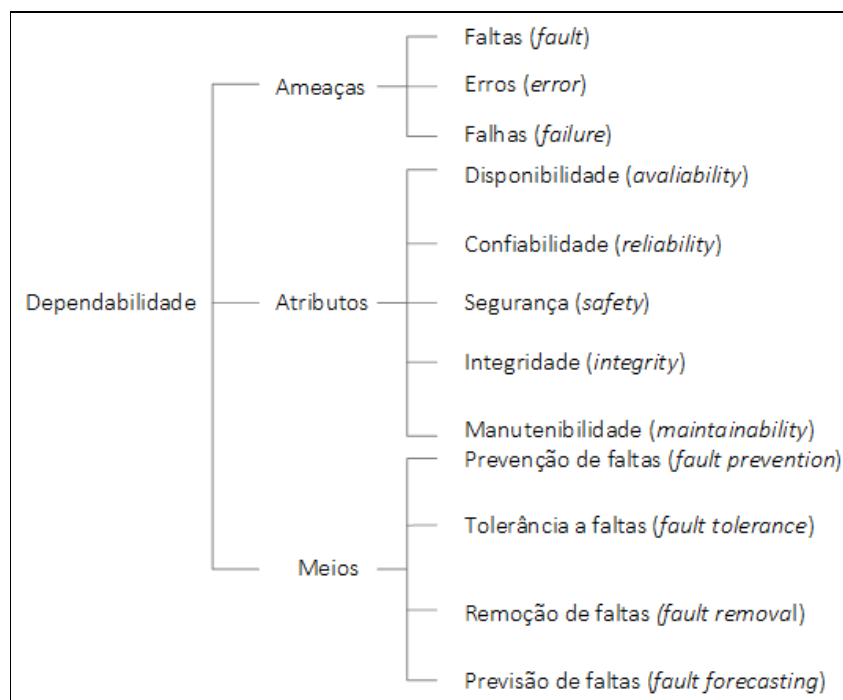 Faltas (fault)
Ameaças
Erros (error)
Falhas (failure)
Disponibilidade (avaliability)
Confiabilidade (reliability)
Dependabilidade
Atributos
Segurança (safety)
Integridade (integrity)
Manutenibilidade (maintainability)
Prevenção de faltas (fault prevention)
Tolerância a faltas (fault tolerance)
Meios
Remoção de faltas (fault removal)
Previsão de faltas (fault forecasting)